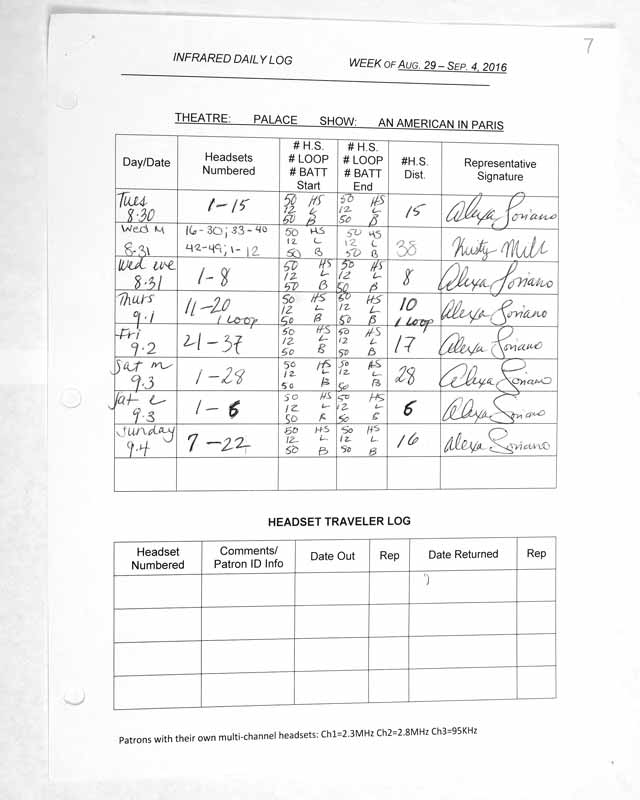 7
INFRARED DAILY LOG WEEK OF AUG. 29 – SEP. 4, 2016
THEATRE: PALACE SHOW: AN AMERICAN IN PARIS
Day/Date Headsets Numbered # H.S. # LOOP # BATT Start # H.S. # LOOP # BATT End #H.S. Dist. Representative Signature
Tues 8.30 1-15 50 HS 12 L 50 B 50 HS 12 L 50 B 15 Alexa Soriano
Wed M 8.31 16-30; 33-40 42-49; 1-12 50 HS 12 L 50 B 50 HS 12 L 50 B 38 Kusty Mill
Wed eve 8.31 1-8 50 HS 12 L 50 B 50 HS 12 L 50 B 8 Alexa Soriano
Thurs 9.1 11-20 1 Loop 50 HS 12 L 50 B 50 HS 12 L 50 B 10 1 Loop Alexa Soriano
Fri 9.2 21-37 50 HS 12 L 50 B 50 HS 12 L 50 B 17 Alexa Soriano
Sat m 9.3 1-28 50 HS 12 L 50 B 50 HS 12 L 50 B 28 Alexa Soriano
Sat e 9.3 1-6 50 HS 12 L 50 B 50 HS 12 L 50 B 6 Alexa Soriano
Sunday 9.4 7-22 50 HS 12 L 50 B 50 HS 12 L 50 B 16 Alexa Soriano
HEADSET TRAVELER LOG
Headset Numbered Comments/ Patron ID Info Date Out Rep Date Returned Rep
Patrons with their own multi-channel headsets: Ch1=2.3MHz Ch2=2.8MHz Ch3=95KHz